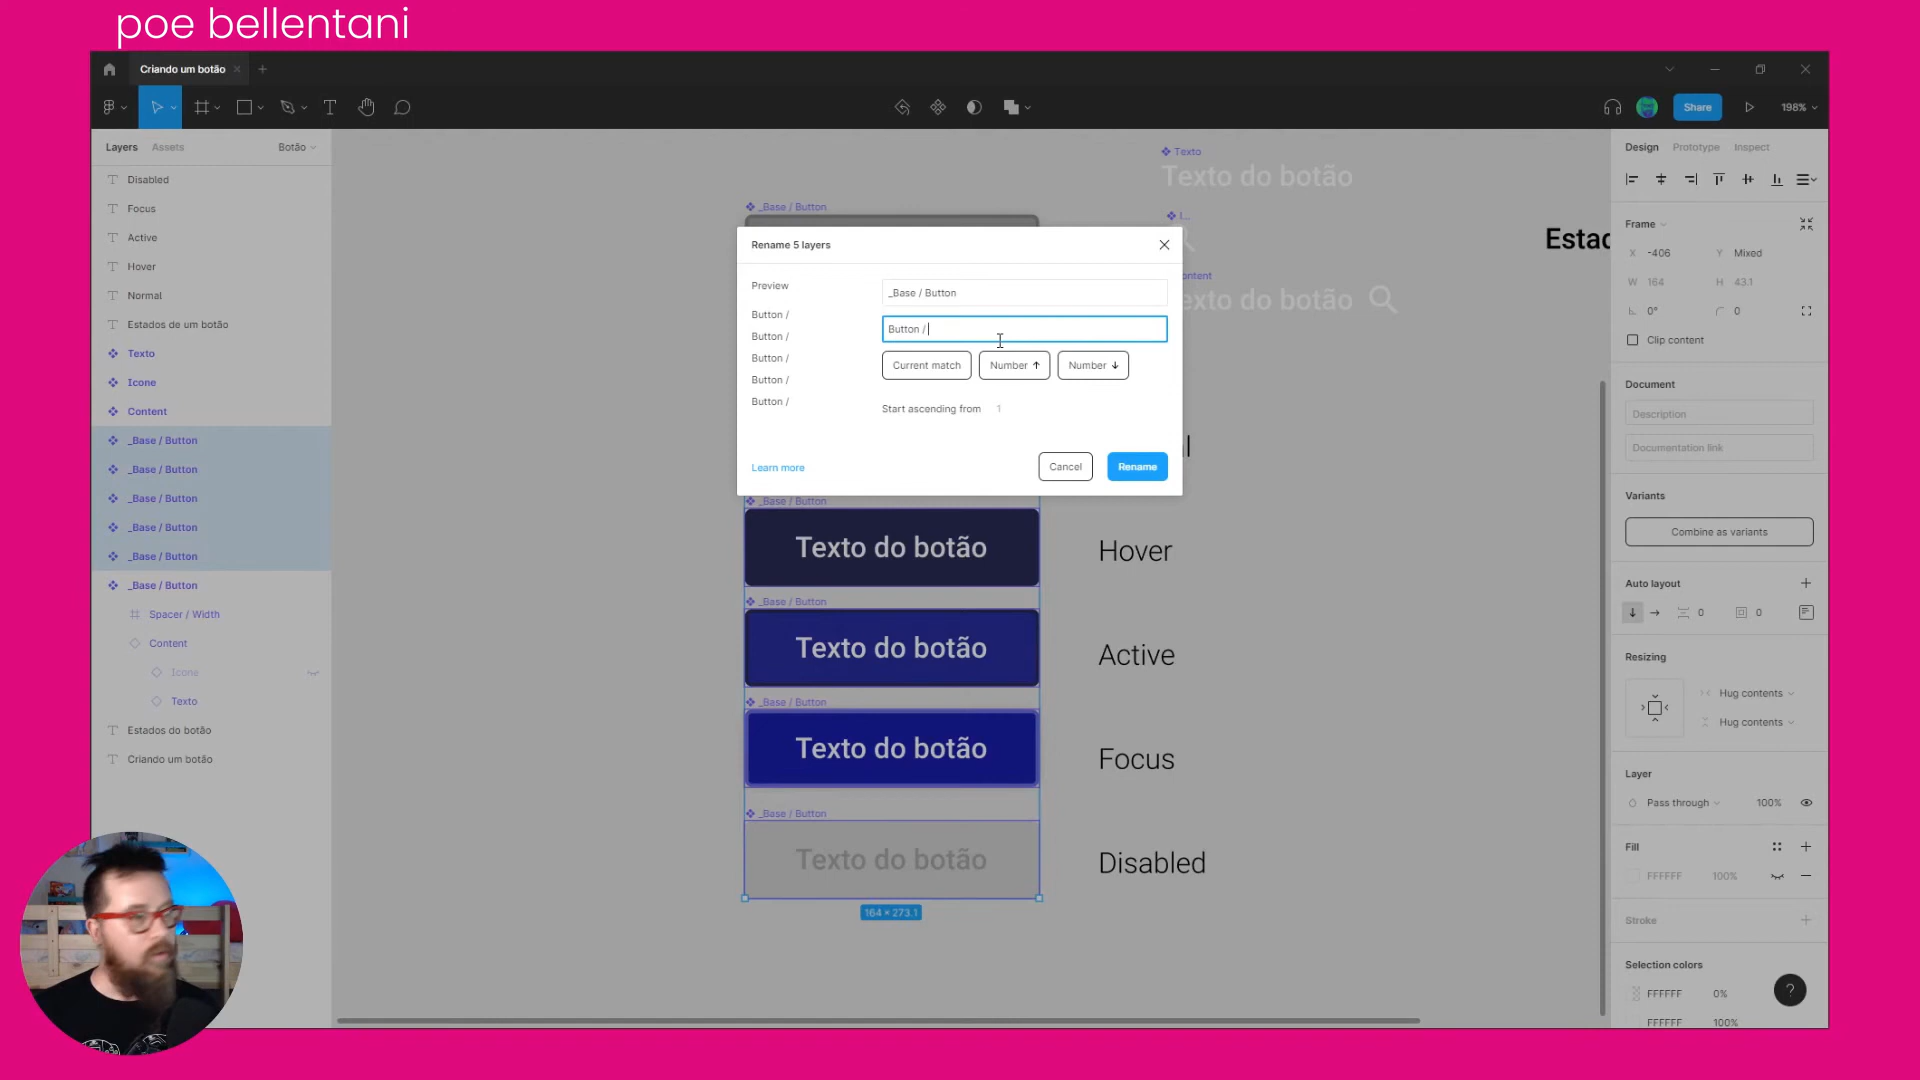 poe bellentani
Criando um botão
Share
198%
Layers
Assets
Botão
Disabled
Focus
Active
Hover
Normal
Estados de um botão
Texto
Icone
Content
_Base / Button
_Base / Button
_Base / Button
_Base / Button
_Base / Button
_Base / Button
Spacer / Width
Content
Icone
Texto
Estados do botão
Criando um botão
Texto
Texto do botão
I...
ontent
exto do botão
Estad
_Base / Button
Rename 5 layers
Preview
_Base / Button
Button /
Button /
Button /
Button /
Button /
Button /
Current match
Number ↑
Number ↓
Start ascending from 1
Learn more
Cancel
Rename
al
_Base / Button
Texto do botão
Hover
_Base / Button
Texto do botão
Active
_Base / Button
Texto do botão
Focus
_Base / Button
Texto do botão
Disabled
164 × 273.1
Design
Prototype
Inspect
Frame
X -406
Y Mixed
W 164
H 43.1
0°
0
Clip content
Document
Description
Documentation link
Variants
Combine as variants
Auto layout
0
0
Resizing
Hug contents
Hug contents
Layer
Pass through
100%
Fill
FFFFFF
100%
Stroke
Selection colors
FFFFFF
0%
FFFFFF
100%
?